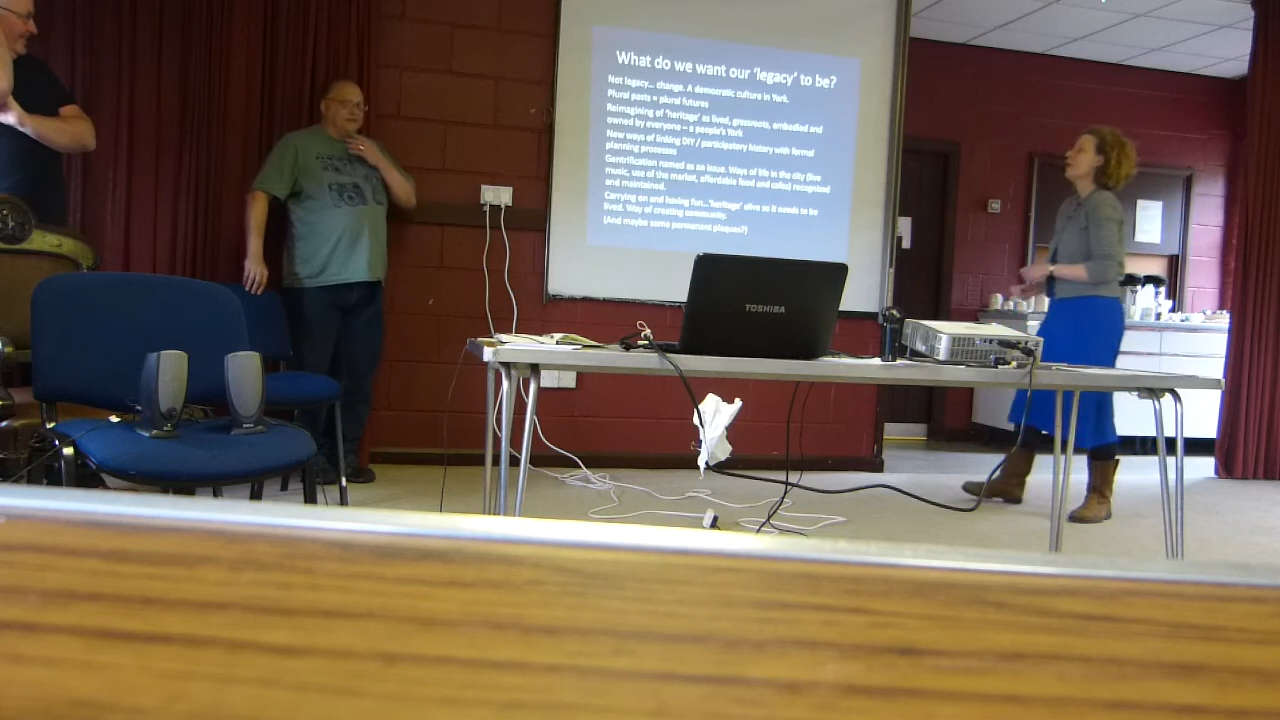 What do we want our 'legacy' to be?
Not legacy... change. A democratic culture in York.
Plural pasts = plural futures
Reimagining of 'heritage' as lived, grassroots, embodied and
owned by everyone – a people's York
New ways of linking DIY / participatory history with formal
planning processes
Gentrification named as an issue. Ways of life in the city (live
music, use of the market, affordable food and cafes) recognized
and maintained.
Carrying on and having fun...'heritage' alive so it needs to be
lived. Way of creating community.
(And maybe some permanent plaques?)
TOSHIBA